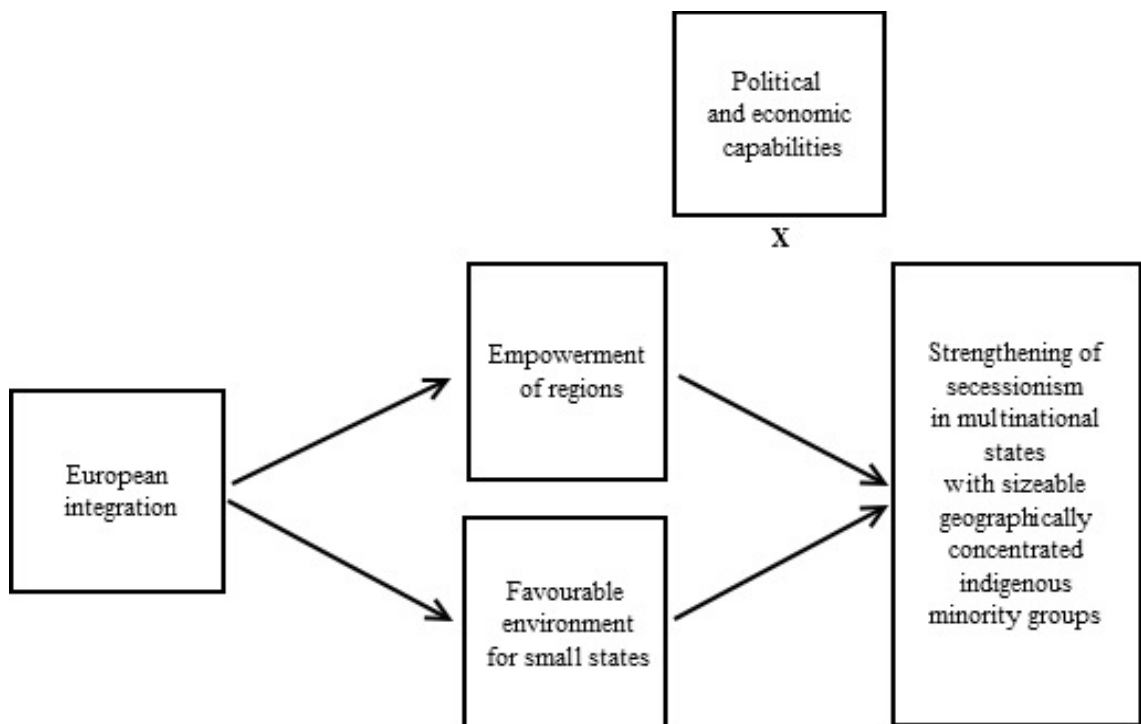 Political
and economic
capabilities
X
Empowerment
of regions
European
integration
Favourable
environment
for small states
Strengthening of
secessionism
in multinational
states
with sizeable
geographically
concentrated
indigenous
minority groups